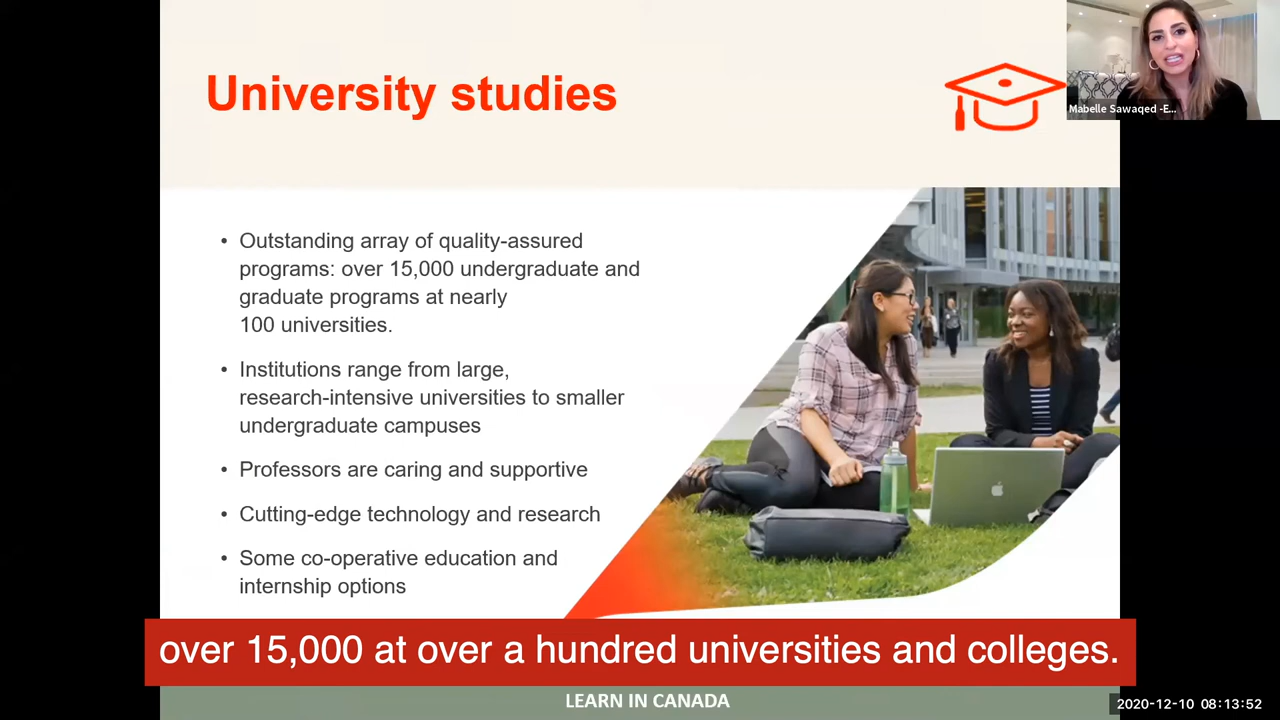 University studies
Mabelle Sawaqed -E...
• Outstanding array of quality-assured
programs: over 15,000 undergraduate and
graduate programs at nearly
100 universities.
• Institutions range from large,
research-intensive universities to smaller
undergraduate campuses
• Professors are caring and supportive
• Cutting-edge technology and research
• Some co-operative education and
internship options
over 15,000 at over a hundred universities and colleges.
LEARN IN CANADA
2020-12-10 08:13:52